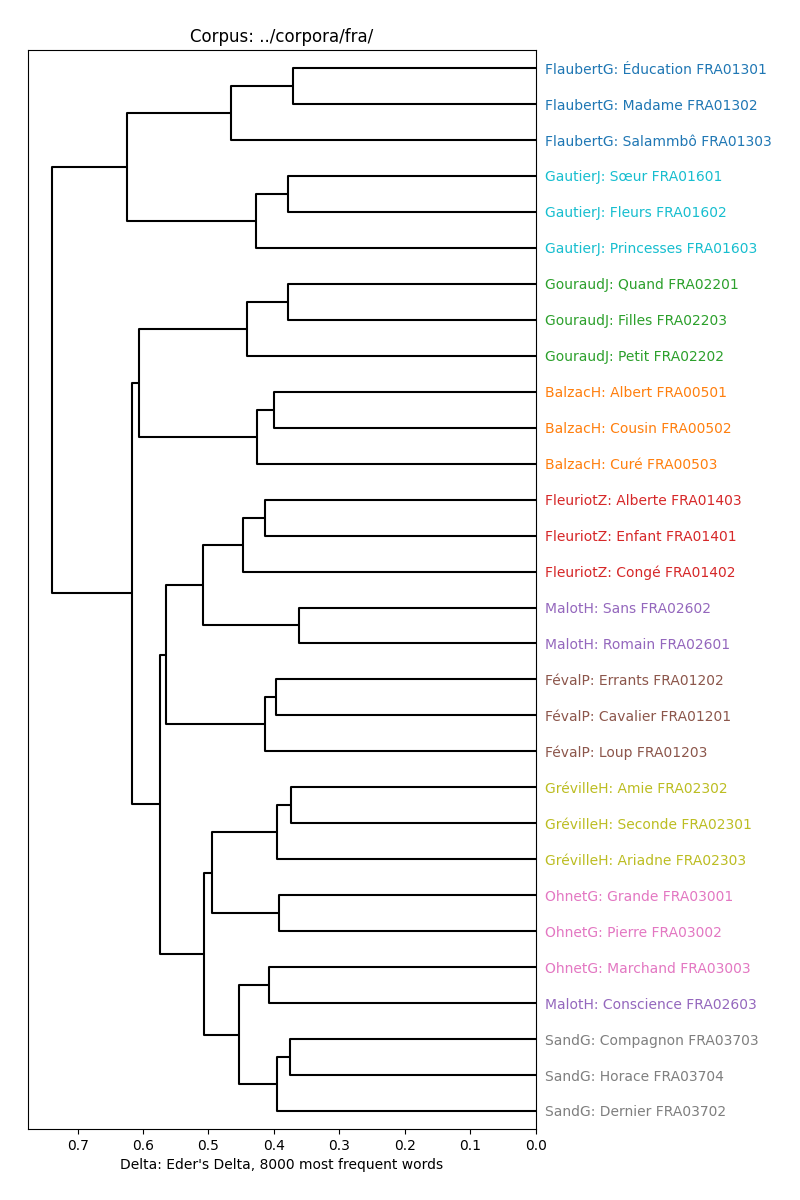 Corpus: ../corpora/fra/
FlaubertG: Éducation FRA01301
FlaubertG: Madame FRA01302
FlaubertG: Salammbô FRA01303
GautierJ: Sœur FRA01601
GautierJ: Fleurs FRA01602
GautierJ: Princesses FRA01603
GouraudJ: Quand FRA02201
GouraudJ: Filles FRA02203
GouraudJ: Petit FRA02202
BalzacH: Albert FRA00501
BalzacH: Cousin FRA00502
BalzacH: Curé FRA00503
FleuriotZ: Alberte FRA01403
FleuriotZ: Enfant FRA01401
FleuriotZ: Congé FRA01402
MalotH: Sans FRA02602
MalotH: Romain FRA02601
FévalP: Errants FRA01202
FévalP: Cavalier FRA01201
FévalP: Loup FRA01203
GrévilleH: Amie FRA02302
GrévilleH: Seconde FRA02301
GrévilleH: Ariadne FRA02303
OhnetG: Grande FRA03001
OhnetG: Pierre FRA03002
OhnetG: Marchand FRA03003
MalotH: Conscience FRA02603
SandG: Compagnon FRA03703
SandG: Horace FRA03704
SandG: Dernier FRA03702
0.7 0.6 0.5 0.4 0.3 0.2 0.1 0.0
Delta: Eder's Delta, 8000 most frequent words